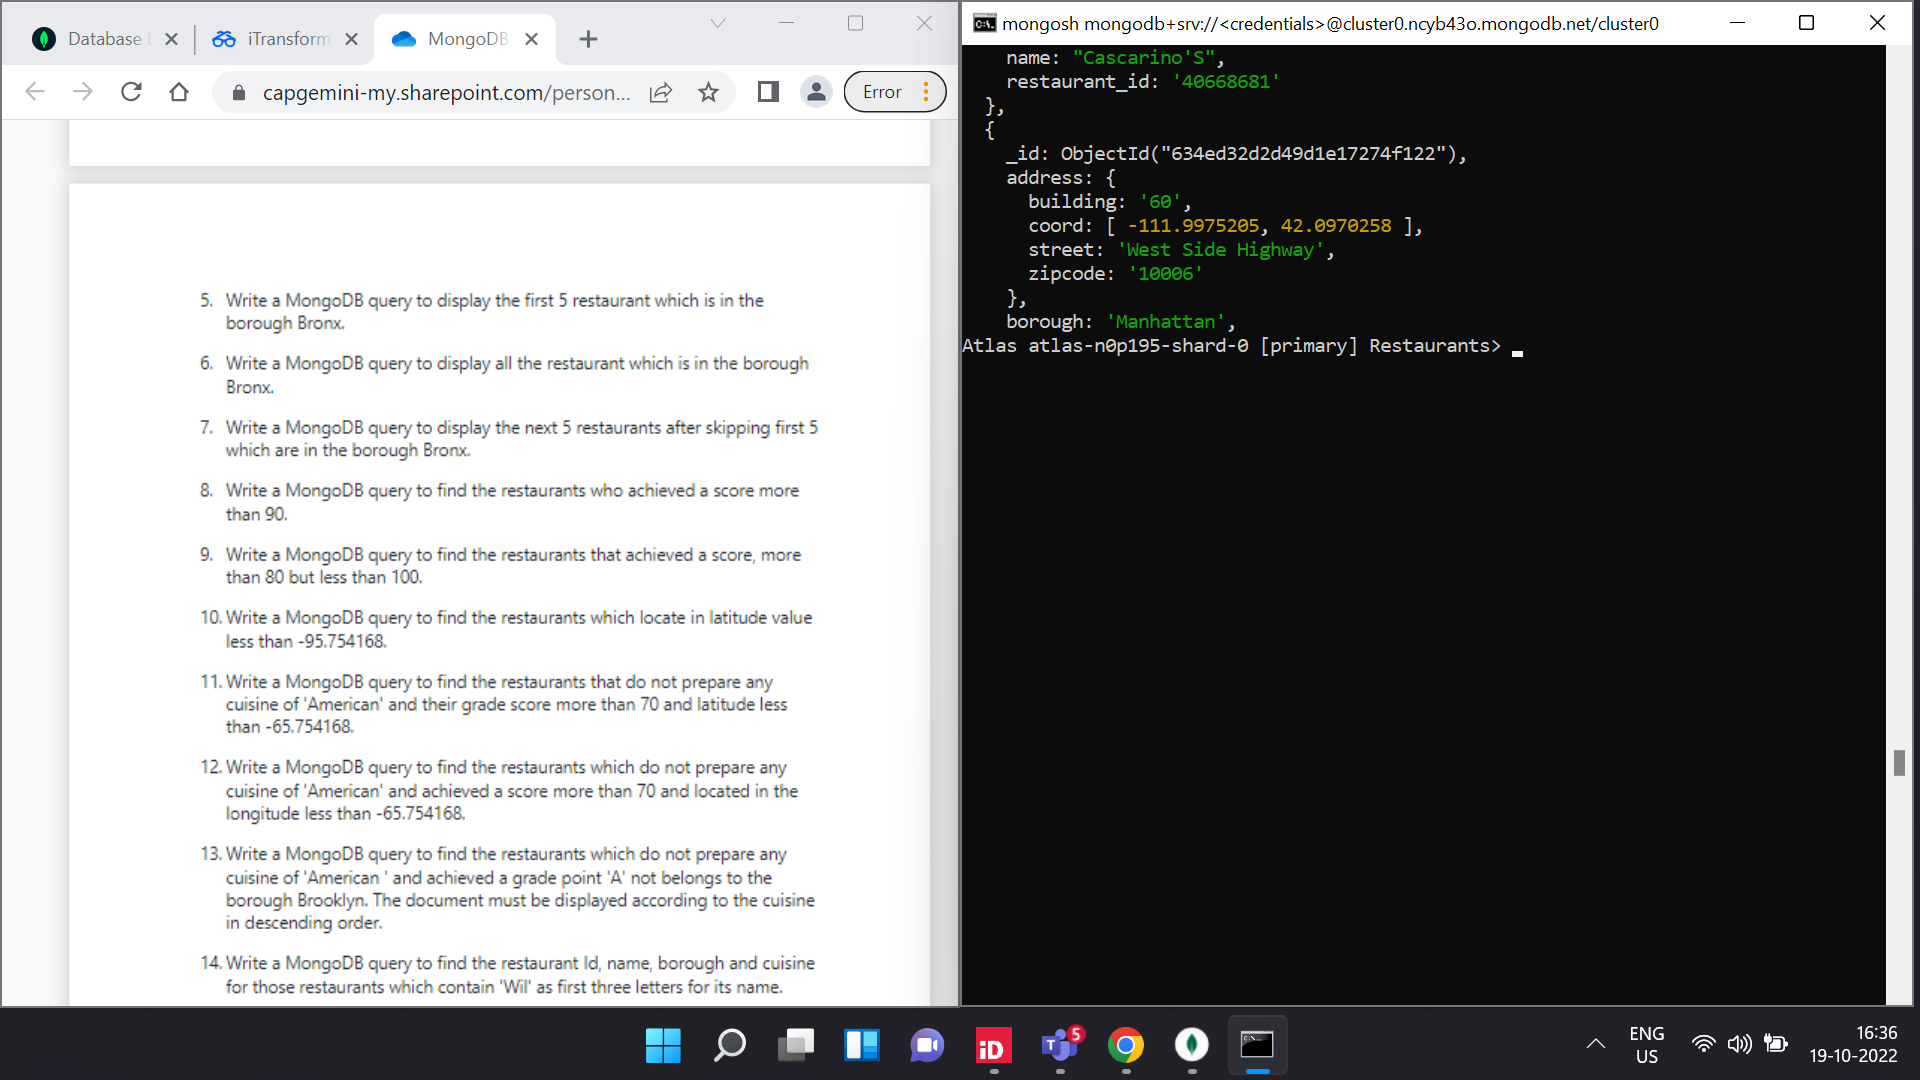 Database
iTransform
MongoDB
capgemini-my.sharepoint.com/person...
Error
5. Write a MongoDB query to display the first 5 restaurant which is in the
borough Bronx.
6. Write a MongoDB query to display all the restaurant which is in the borough
Bronx.
7. Write a MongoDB query to display the next 5 restaurants after skipping first 5
which are in the borough Bronx.
8. Write a MongoDB query to find the restaurants who achieved a score more
than 90.
9. Write a MongoDB query to find the restaurants that achieved a score, more
than 80 but less than 100.
10. Write a MongoDB query to find the restaurants which locate in latitude value
less than -95.754168.
11. Write a MongoDB query to find the restaurants that do not prepare any
cuisine of 'American' and their grade score more than 70 and latitude less
than -65.754168.
12. Write a MongoDB query to find the restaurants which do not prepare any
cuisine of 'American' and achieved a score more than 70 and located in the
longitude less than -65.754168.
13. Write a MongoDB query to find the restaurants which do not prepare any
cuisine of 'American ' and achieved a grade point 'A' not belongs to the
borough Brooklyn. The document must be displayed according to the cuisine
in descending order.
14. Write a MongoDB query to find the restaurant Id, name, borough and cuisine
for those restaurants which contain 'Wil' as first three letters for its name.
mongosh mongodb+srv://<credentials>@cluster0.ncyb43o.mongodb.net/cluster0
name: "Cascarino'S",
restaurant_id: '40668681'
},
{
_id: ObjectId("634ed32d2d49d1e17274f122"),
address: {
building: '60',
coord: [ -111.9975205, 42.0970258 ],
street: 'West Side Highway',
zipcode: '10006'
},
borough: 'Manhattan',
Atlas atlas-n0p195-shard-0 [primary] Restaurants>
iD
T
5
ENG
US
16:36
19-10-2022